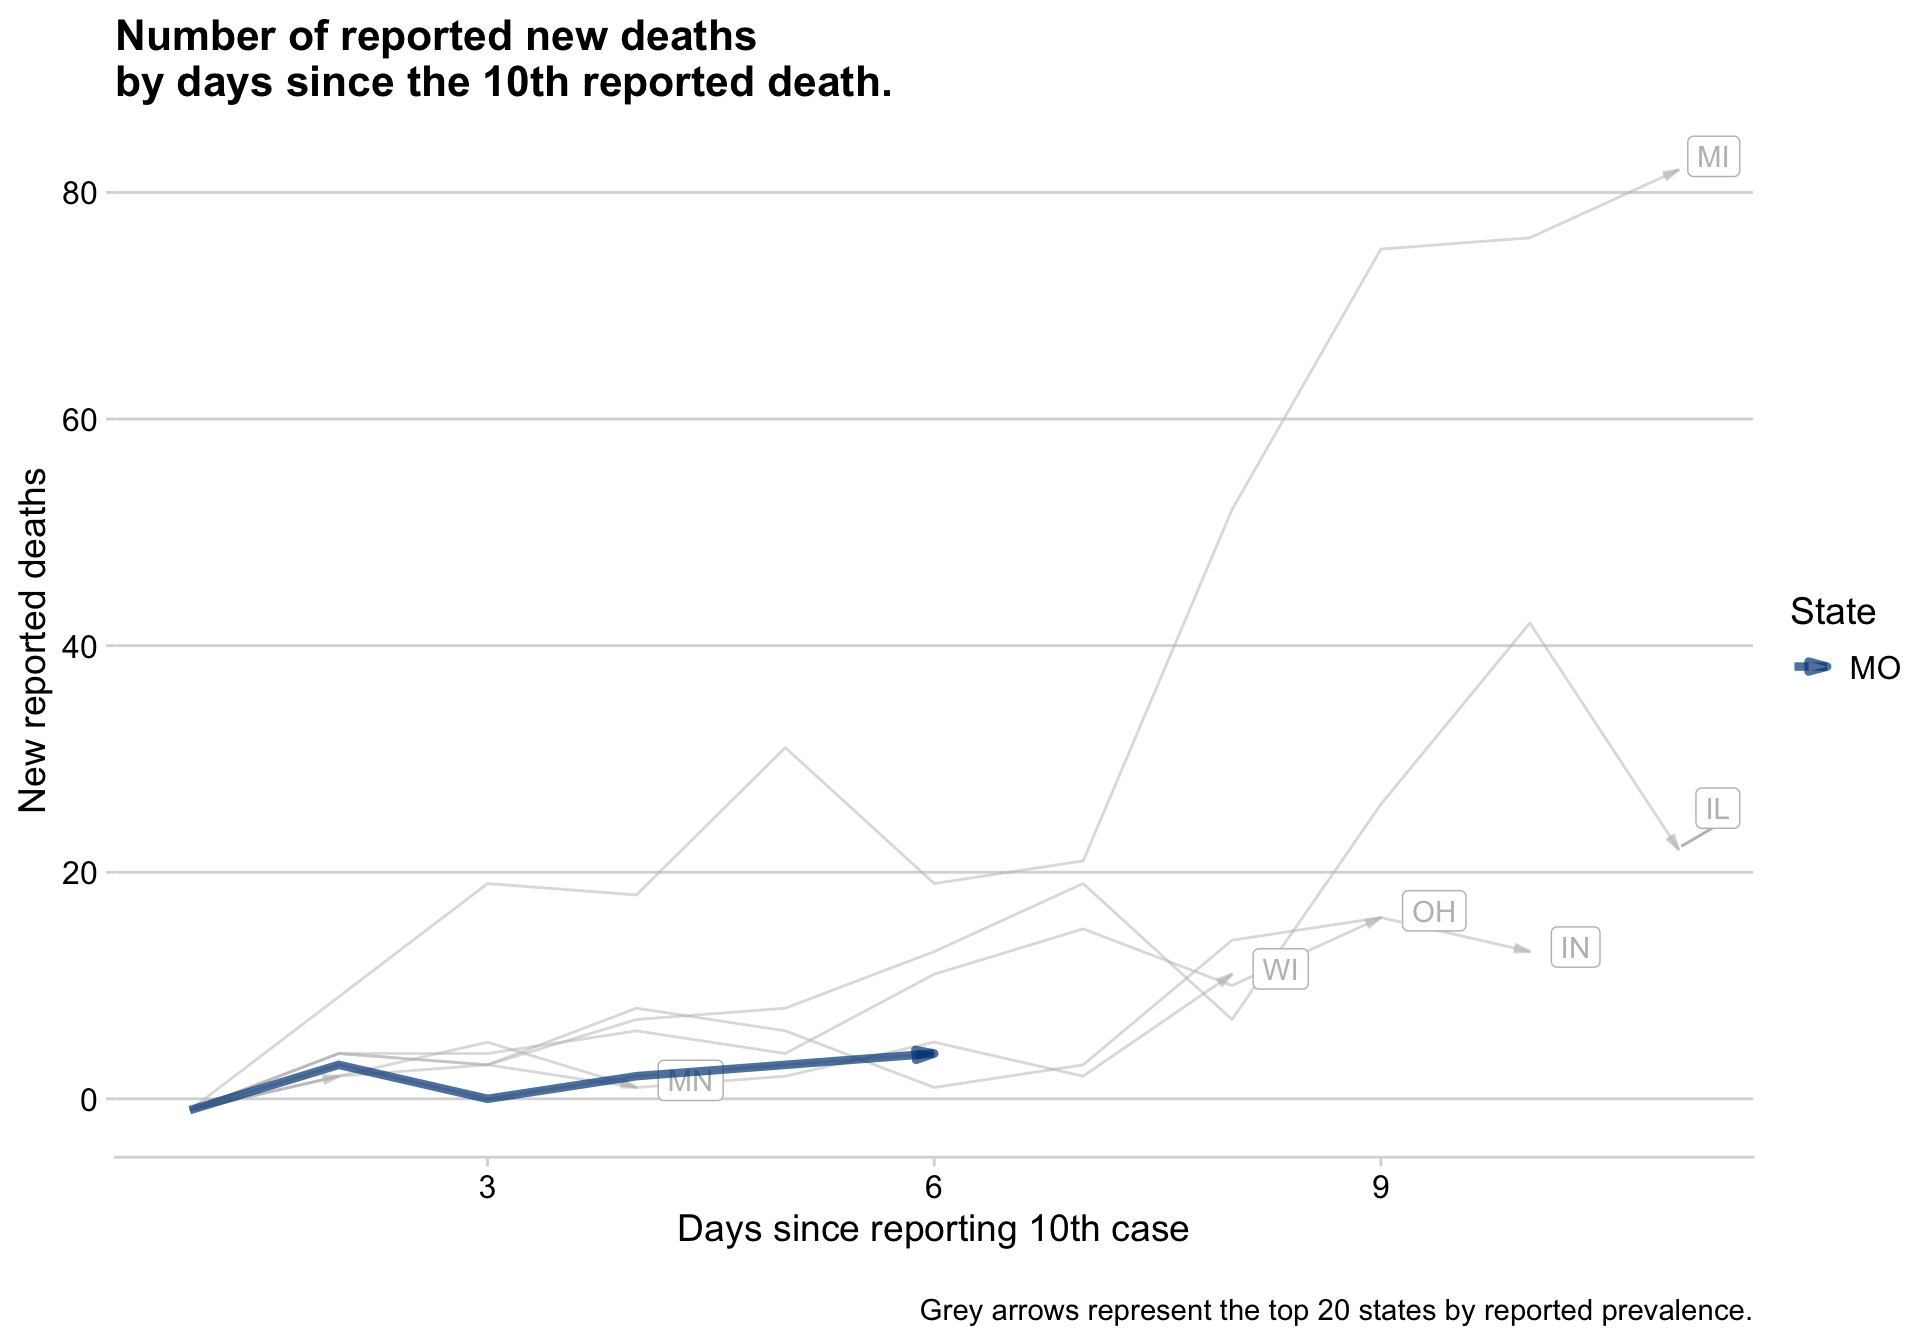 Number of reported new deaths
by days since the 10th reported death.
MI
80
60
New reported deaths
40
State
MO
IL
20
OH
IN
WI
MN
0
3
6
9
Days since reporting 10th case
Grey arrows represent the top 20 states by reported prevalence.